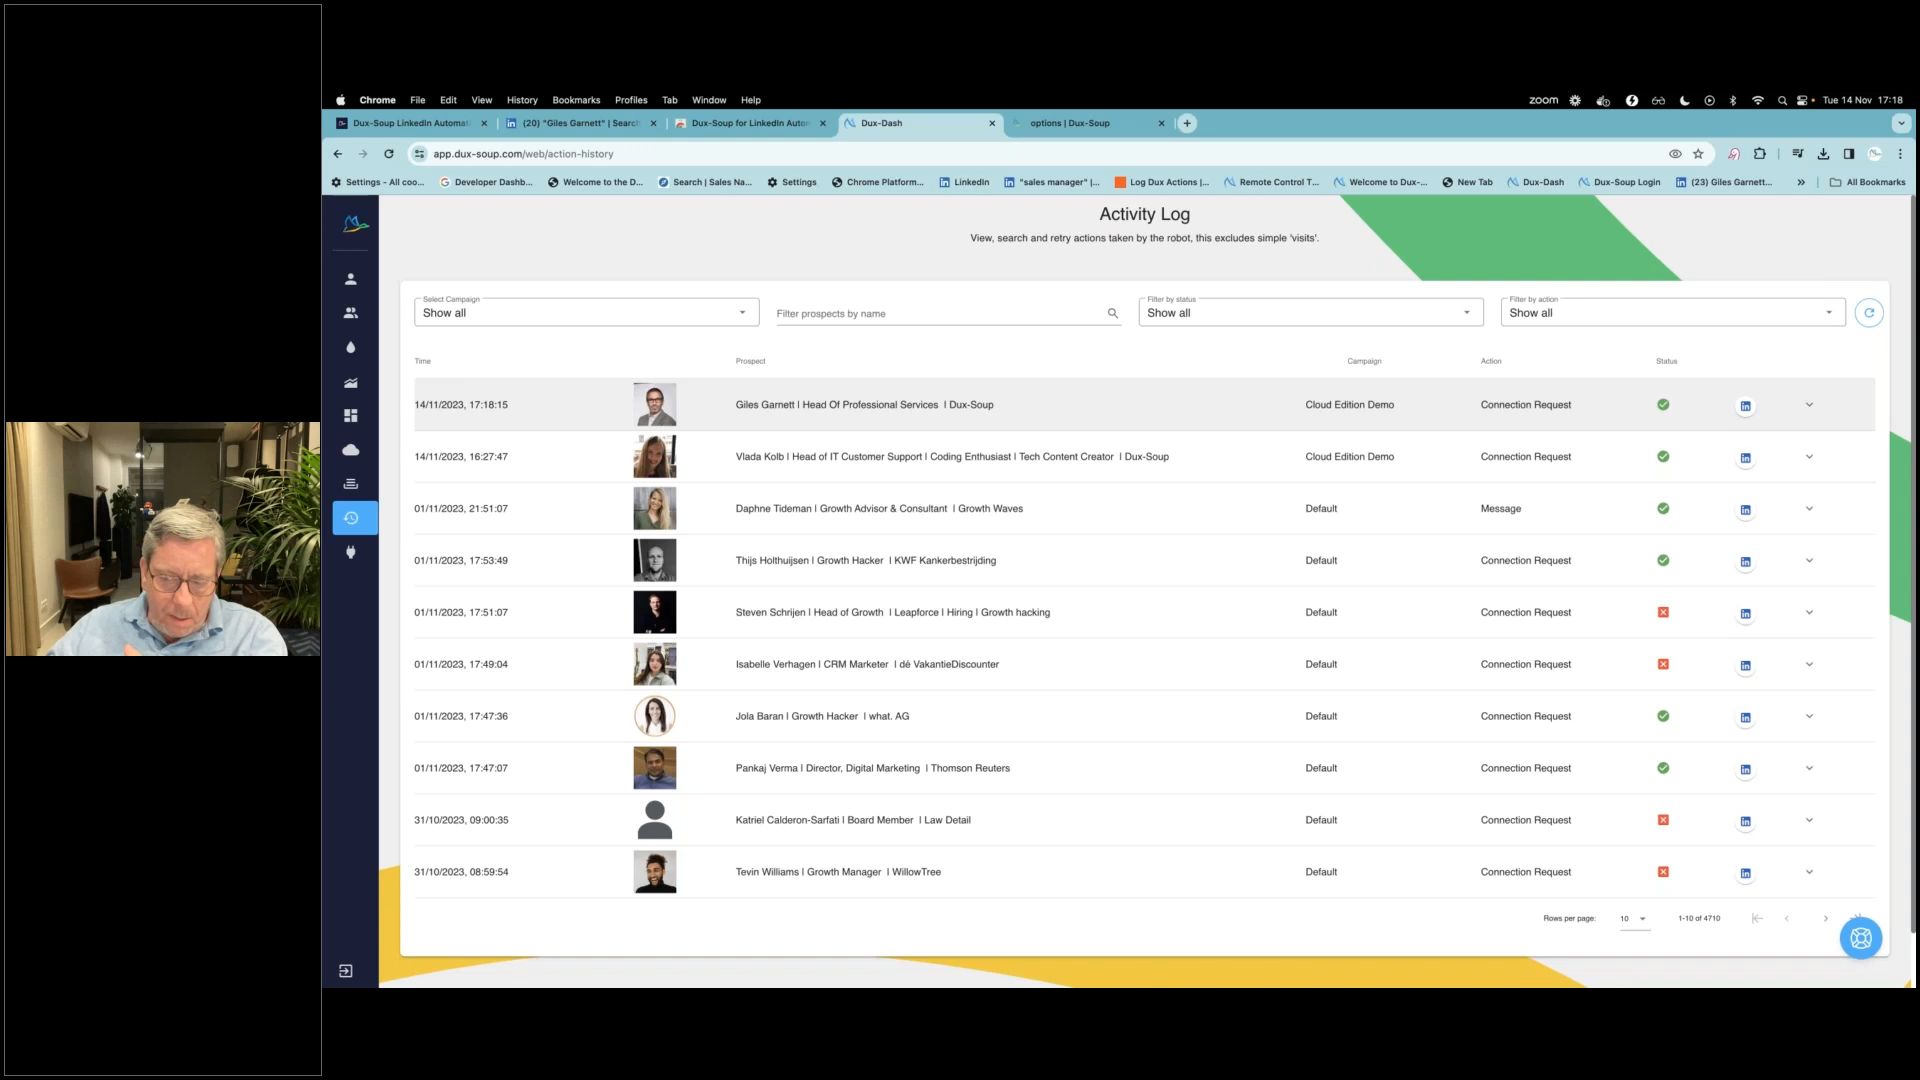 Chrome File Edit View History Bookmarks Profiles Tab Window Help
zoom Tue 14 Nov 17:18
Dux-Soup LinkedIn Automat
(20) "Giles Garnett" | Search
Dux-Soup for LinkedIn Autom
Dux-Dash
options | Dux-Soup
app.dux-soup.com/web/action-history
Settings - All coo...
Developer Dashb...
Welcome to the D...
Search | Sales Na...
Settings
Chrome Platform...
LinkedIn
"sales manager" |...
Log Dux Actions |...
Remote Control T...
Welcome to Dux-...
New Tab
Dux-Dash
Dux-Soup Login
(23) Giles Garnett...
All Bookmarks
Activity Log
View, search and retry actions taken by the robot, this excludes simple 'visits'.
Select Campaign
Show all
Filter prospects by name
Filter by status
Show all
Filter by action
Show all
Time Prospect Campaign Action Status
14/11/2023, 17:18:15 Giles Garnett | Head Of Professional Services | Dux-Soup Cloud Edition Demo Connection Request
14/11/2023, 16:27:47 Vlada Kolb | Head of IT Customer Support | Coding Enthusiast | Tech Content Creator | Dux-Soup Cloud Edition Demo Connection Request
01/11/2023, 21:51:07 Daphne Tideman | Growth Advisor & Consultant | Growth Waves Default Message
01/11/2023, 17:53:49 Thijs Holthuijsen | Growth Hacker | KWF Kankerbestrijding Default Connection Request
01/11/2023, 17:51:07 Steven Schrijen | Head of Growth | Leapforce | Hiring | Growth hacking Default Connection Request
01/11/2023, 17:49:04 Isabelle Verhagen | CRM Marketer | dé VakantieDiscounter Default Connection Request
01/11/2023, 17:47:36 Jola Baran | Growth Hacker | what. AG Default Connection Request
01/11/2023, 17:47:07 Pankaj Verma | Director, Digital Marketing | Thomson Reuters Default Connection Request
31/10/2023, 09:00:35 Katriel Calderon-Sarfati | Board Member | Law Detail Default Connection Request
31/10/2023, 08:59:54 Tevin Williams | Growth Manager | WillowTree Default Connection Request
Rows per page: 10 1-10 of 4710